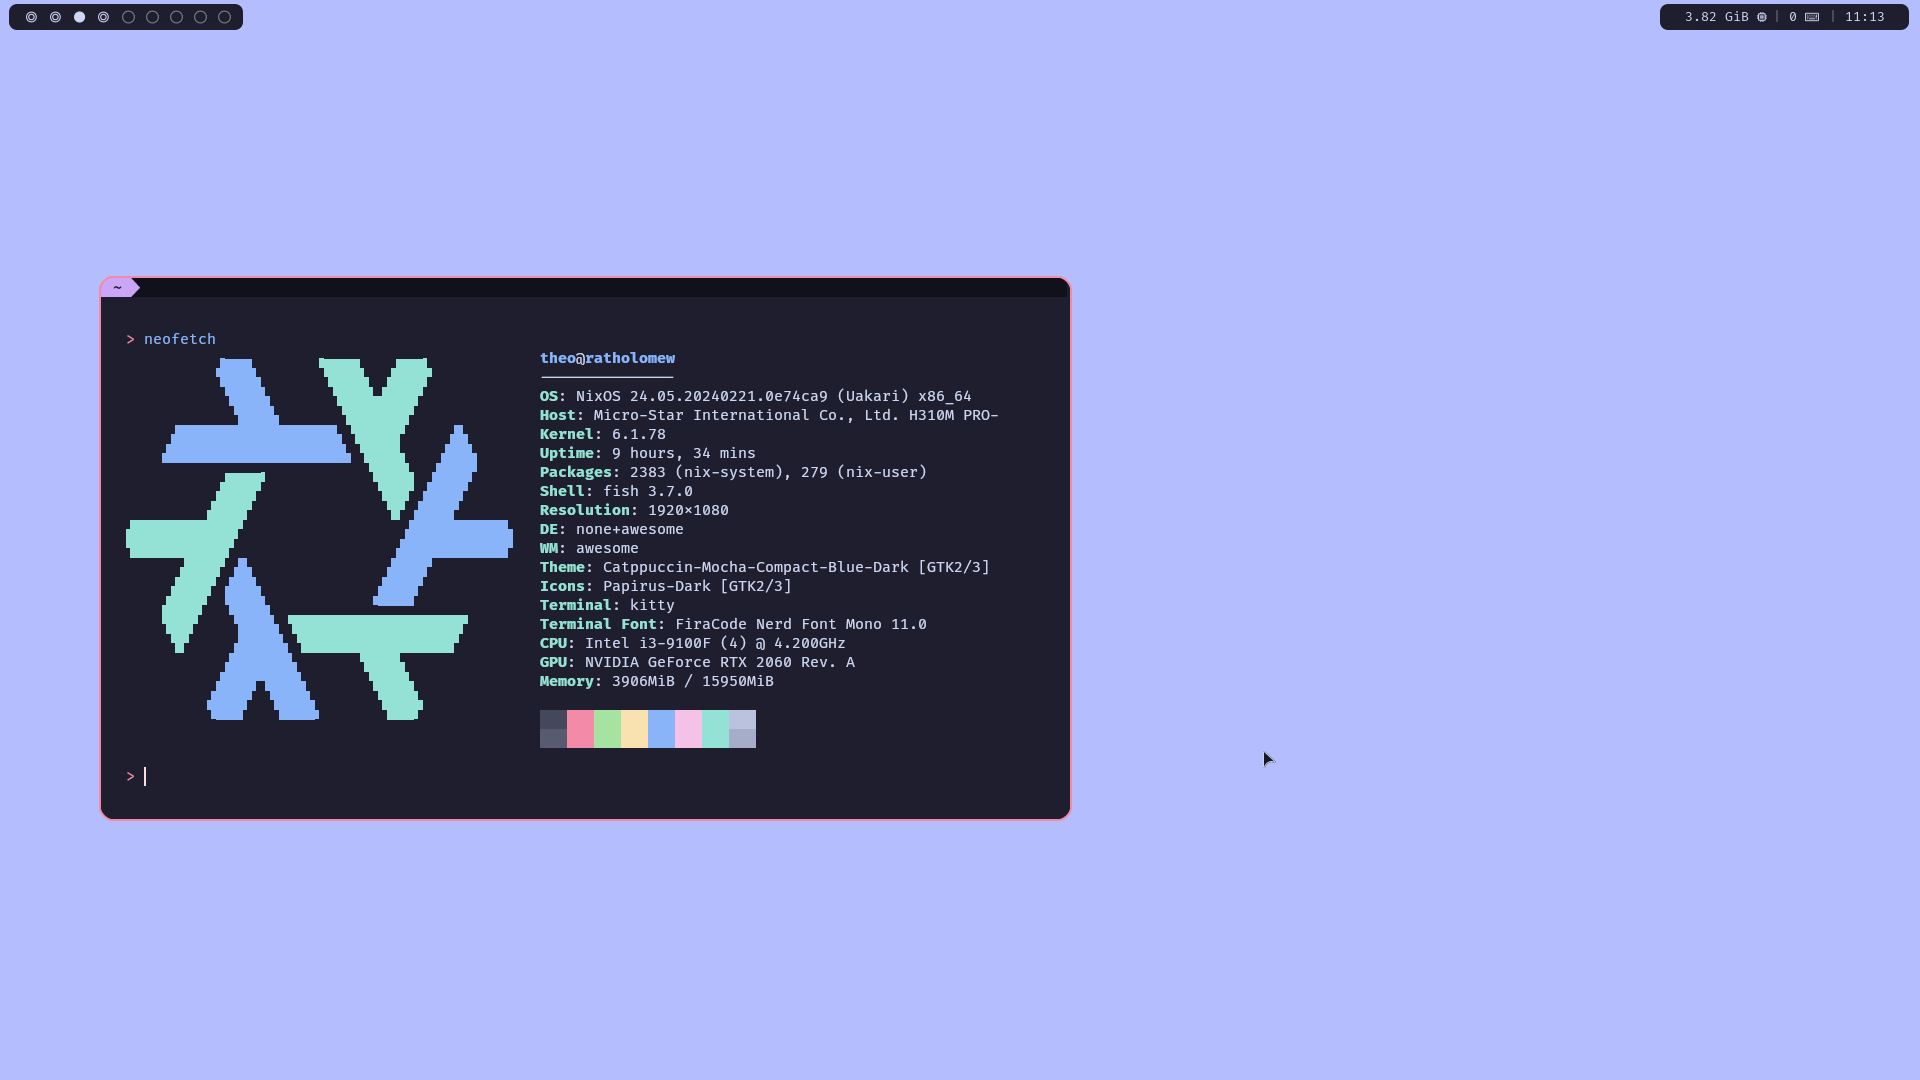 3.82 GiB | 0 | 11:13
~
> neofetch
theo@ratholomew
OS: NixOS 24.05.20240221.0e74ca9 (Uakari) x86_64
Host: Micro-Star International Co., Ltd. H310M PRO-
Kernel: 6.1.78
Uptime: 9 hours, 34 mins
Packages: 2383 (nix-system), 279 (nix-user)
Shell: fish 3.7.0
Resolution: 1920×1080
DE: none+awesome
WM: awesome
Theme: Catppuccin-Mocha-Compact-Blue-Dark [GTK2/3]
Icons: Papirus-Dark [GTK2/3]
Terminal: kitty
Terminal Font: FiraCode Nerd Font Mono 11.0
CPU: Intel i3-9100F (4) @ 4.200GHz
GPU: NVIDIA GeForce RTX 2060 Rev. A
Memory: 3906MiB / 15950MiB
>